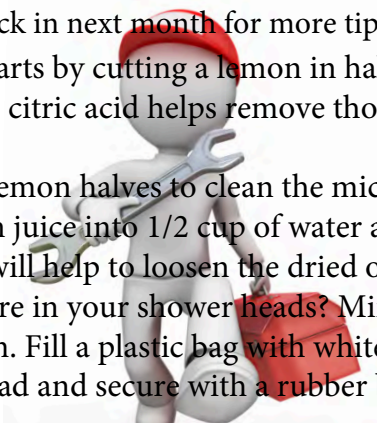 ck in next month for more tip
arts by cutting a lemon in ha
citric acid helps remove tho
emon halves to clean the mic
juice into 1/2 cup of water a
will help to loosen the dried o
re in your shower heads? Mi
. Fill a plastic bag with white
ad and secure with a rubber